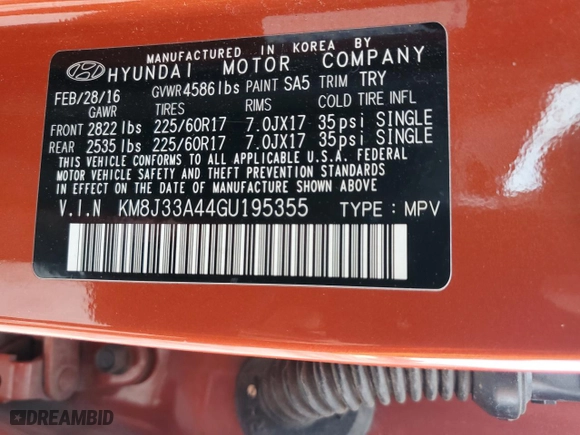 MANUFACTURED IN KOREA BY
HYUNDAI MOTOR COMPANY
FEB/28/16 GVWR 4586lbs PAINT SA5 TRIM TRY
GAWR TIRES RIMS COLD TIRE INFL
FRONT 2822 lbs 225/60R17 7.0JX17 35psi SINGLE
REAR 2535 lbs 225/60R17 7.0JX17 35psi SINGLE
THIS VEHICLE CONFORMS TO ALL APPLICABLE U.S.A. FEDERAL
MOTOR VEHICLE SAFETY AND THEFT PREVENTION STANDARDS
IN EFFECT ON THE DATE OF MANUFACTURE SHOWN ABOVE.
V.I.N KM8J33A44GU195355 TYPE : MPV
DREAMBID